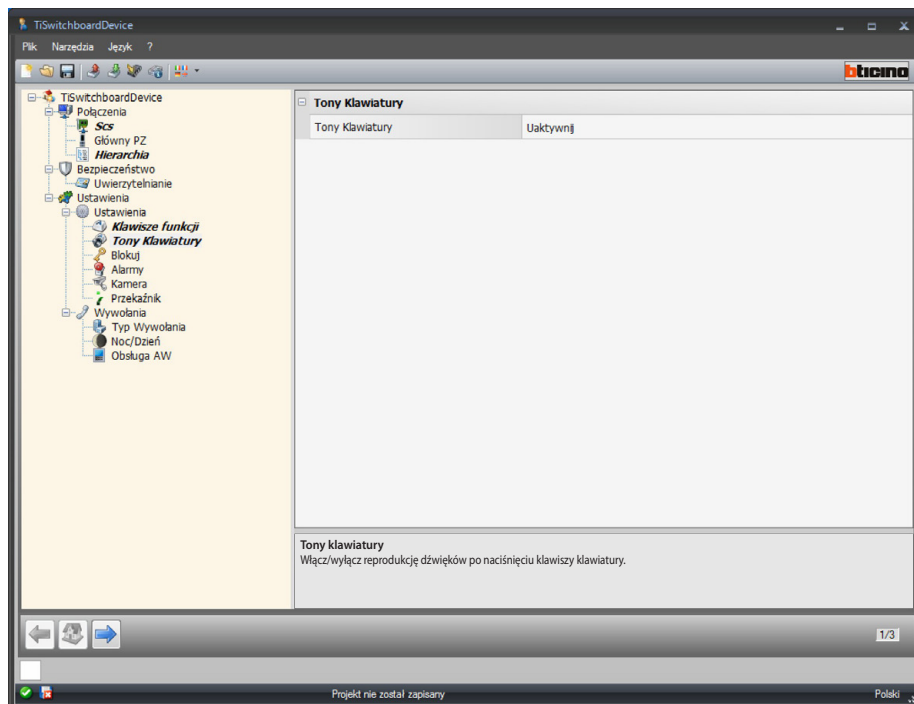 TiSwitchboardDevice
Plik Narzędzia Język ?
bticino
TiSwitchboardDevice
Połączenia
Scs
Główny PZ
Hierarchia
Bezpieczeństwo
Uwierzytelnianie
Ustawienia
Ustawienia
Klawisze funkcji
Tony Klawiatury
Blokuj
Alarmy
Kamera
Przekaźnik
Wywołania
Typ Wywołania
Noc/Dzień
Obsługa AW
Tony Klawiatury
Tony Klawiatury Uaktywnij
Tony klawiatury
Włącz/wyłącz reprodukcję dźwięków po naciśnięciu klawiszy klawiatury.
1/3
Projekt nie został zapisany Polski